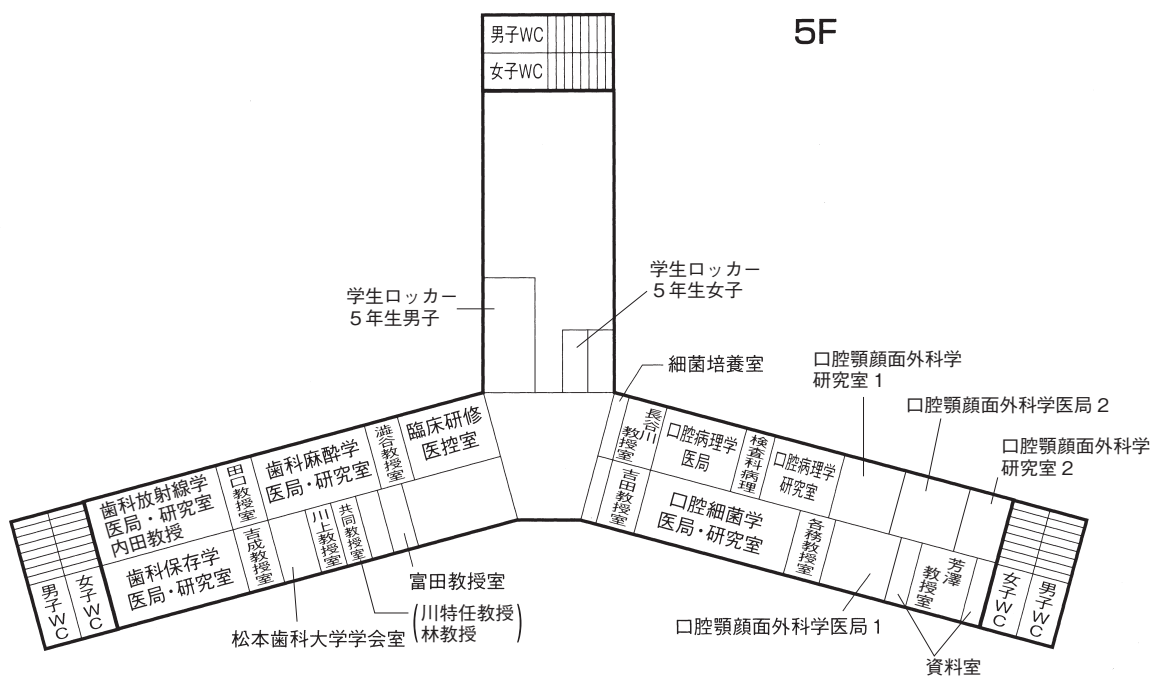 5F
男子WC
女子WC
学生ロッカー
5年生男子
学生ロッカー
5年生女子
細菌培養室
口腔顎顔面外科学
研究室1
口腔顎顔面外科学医局2
口腔顎顔面外科学
研究室2
臨床研修
医控室
澁谷教授室
歯科麻酔学
医局・研究室
田口教授室
歯科放射線学
医局・研究室
内田教授
男子WC
女子WC
歯科保存学
医局・研究室
吉成教授室
川上教授室
共同教授室
富田教授室
(川特任教授
林教授)
松本歯科大学学会室
長谷川
教授室
口腔病理学
医局
検査科病理
口腔病理学
研究室
吉田教授室
口腔細菌学
医局・研究室
各務教授室
芳澤
教授室
女子WC
男子WC
口腔顎顔面外科学医局1
資料室